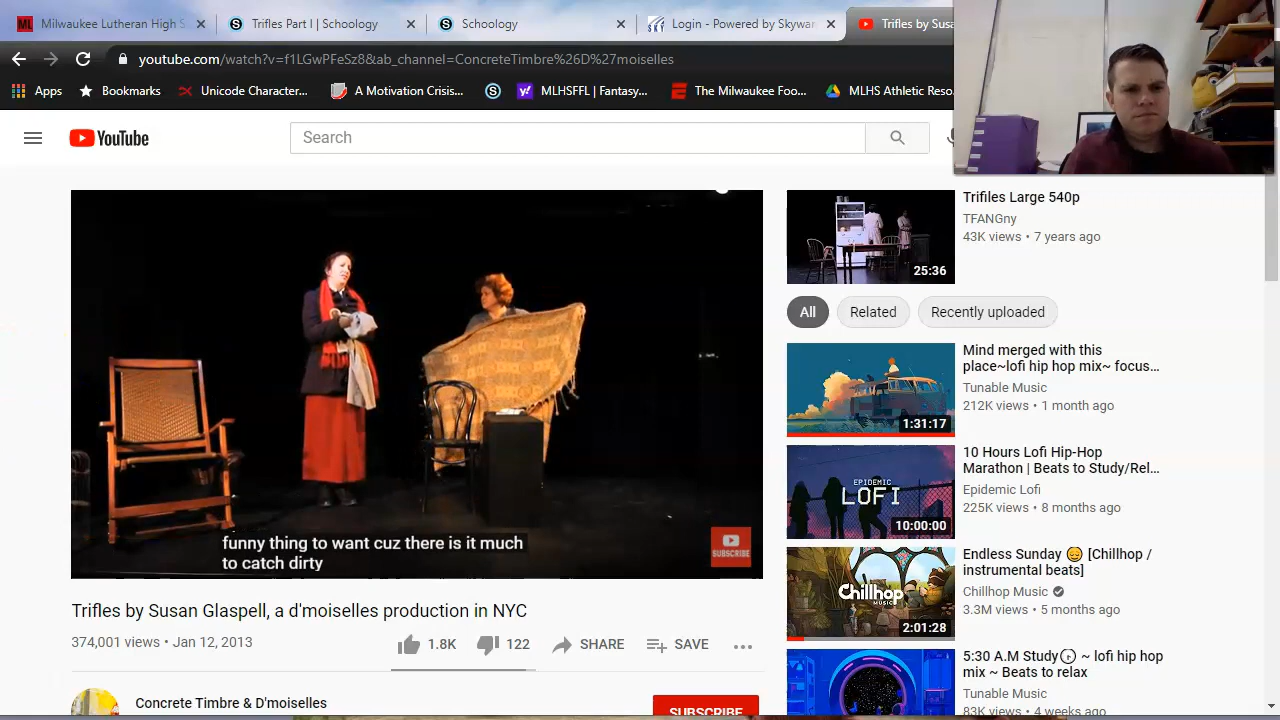 Milwaukee Lutheran High S
Trifles Part I | Schoology
Schoology
Login - Powered by Skywar
Trifles by Susa
youtube.com/watch?v=f1LGwPFeSz8&ab_channel=ConcreteTimbre%26D%27moiselles
Apps
Bookmarks
Unicode Character...
A Motivation Crisis...
MLHSFFL | Fantasy...
The Milwaukee Foo...
MLHS Athletic Reso
YouTube
Search
funny thing to want cuz there is it much
to catch dirty
SUBSCRIBE
Trifles by Susan Glaspell, a d'moiselles production in NYC
374,001 views • Jan 12, 2013
1.8K
122
SHARE
SAVE
Concrete Timbre & D'moiselles
SUBSCRIBE
25:36
Trifiles Large 540p
TFANGny
43K views • 7 years ago
All
Related
Recently uploaded
1:31:17
Mind merged with this
place~lofi hip hop mix~ focus...
Tunable Music
212K views • 1 month ago
EPIDEMIC
LOFI
10:00:00
10 Hours Lofi Hip-Hop
Marathon | Beats to Study/Rel...
Epidemic Lofi
225K views • 8 months ago
Chillhop
MUSIC
2:01:28
Endless Sunday 😊 [Chillhop /
instrumental beats]
Chillhop Music
3.3M views • 5 months ago
5:30 A.M Study ~ lofi hip hop
mix ~ Beats to relax
Tunable Music
83K views • 4 weeks ago